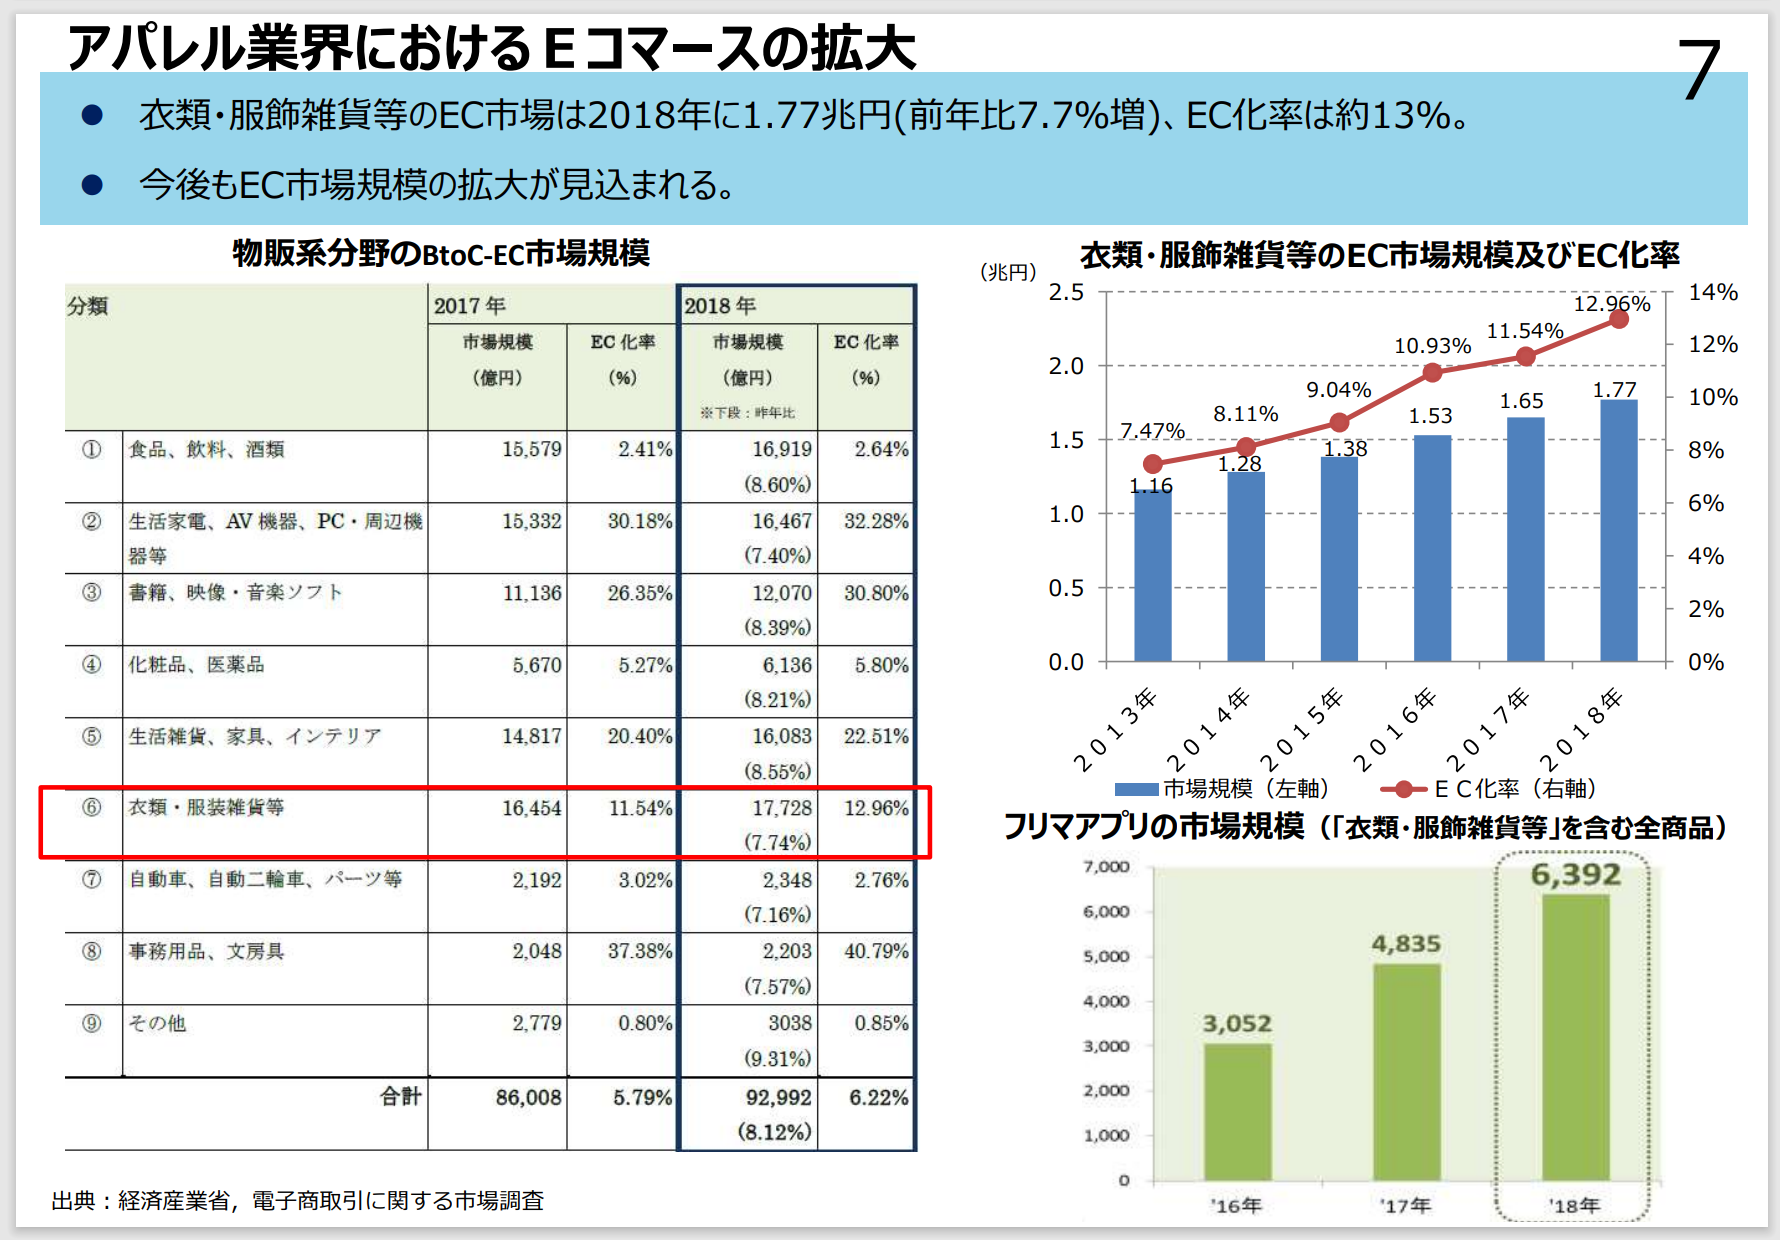 アパレル業界におけるEコマースの拡大
7
● 衣類・服飾雑貨等のEC市場は2018年に1.77兆円(前年比7.7%増)、EC化率は約13%。
● 今後もEC市場規模の拡大が見込まれる。
物販系分野のBtoC-EC市場規模
分類 2017 年 2018 年
市場規模 EC 化率 市場規模 EC 化率
（億円） （%） （億円） （%）
※下段：昨年比
① 食品、飲料、酒類 15,579 2.41% 16,919 2.64%
(8.60%)
② 生活家電、AV 機器、PC・周辺機 15,332 30.18% 16,467 32.28%
器等 (7.40%)
③ 書籍、映像・音楽ソフト 11,136 26.35% 12,070 30.80%
(8.39%)
④ 化粧品、医薬品 5,670 5.27% 6,136 5.80%
(8.21%)
⑤ 生活雑貨、家具、インテリア 14,817 20.40% 16,083 22.51%
(8.55%)
⑥ 衣類・服装雑貨等 16,454 11.54% 17,728 12.96%
(7.74%)
⑦ 自動車、自動二輪車、パーツ等 2,192 3.02% 2,348 2.76%
(7.16%)
⑧ 事務用品、文房具 2,048 37.38% 2,203 40.79%
(7.57%)
⑨ その他 2,779 0.80% 3038 0.85%
(9.31%)
合計 86,008 5.79% 92,992 6.22%
(8.12%)
出典：経済産業省，電子商取引に関する市場調査
衣類・服飾雑貨等のEC市場規模及びEC化率
（兆円）
2.5
2.0
1.5
1.0
0.5
0.0
14%
12%
10%
8%
6%
4%
2%
0%
7.47%
8.11%
9.04%
10.93%
11.54%
12.96%
1.16
1.28
1.38
1.53
1.65
1.77
2013年
2014年
2015年
2016年
2017年
2018年
市場規模（左軸） ＥＣ化率（右軸）
フリマアプリの市場規模（「衣類・服飾雑貨等」を含む全商品）
7,000
6,000
5,000
4,000
3,000
2,000
1,000
0
3,052
4,835
6,392
'16年
'17年
'18年